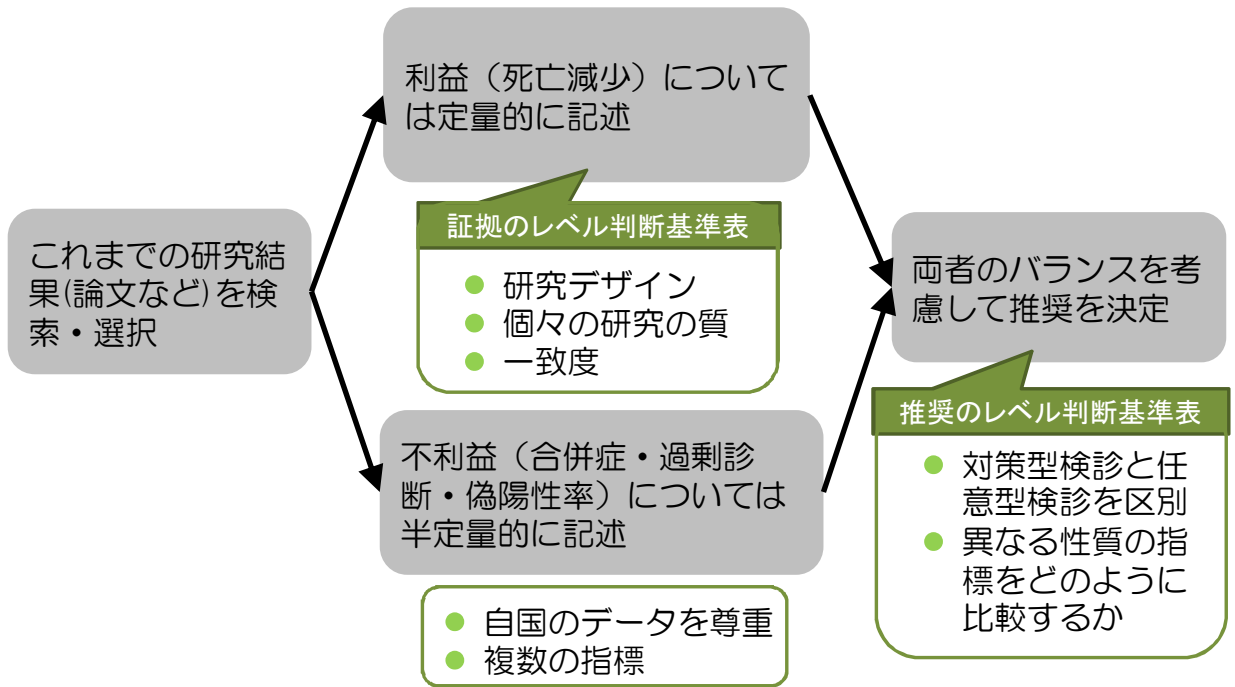 これまでの研究結
果(論文など)を検
索・選択
利益（死亡減少）について
は定量的に記述
証拠のレベル判断基準表
● 研究デザイン
● 個々の研究の質
● 一致度
不利益（合併症・過剰診
断・偽陽性率）については
半定量的に記述
● 自国のデータを尊重
● 複数の指標
両者のバランスを考
慮して推奨を決定
推奨のレベル判断基準表
● 対策型検診と任
意型検診を区別
● 異なる性質の指
標をどのように
比較するか